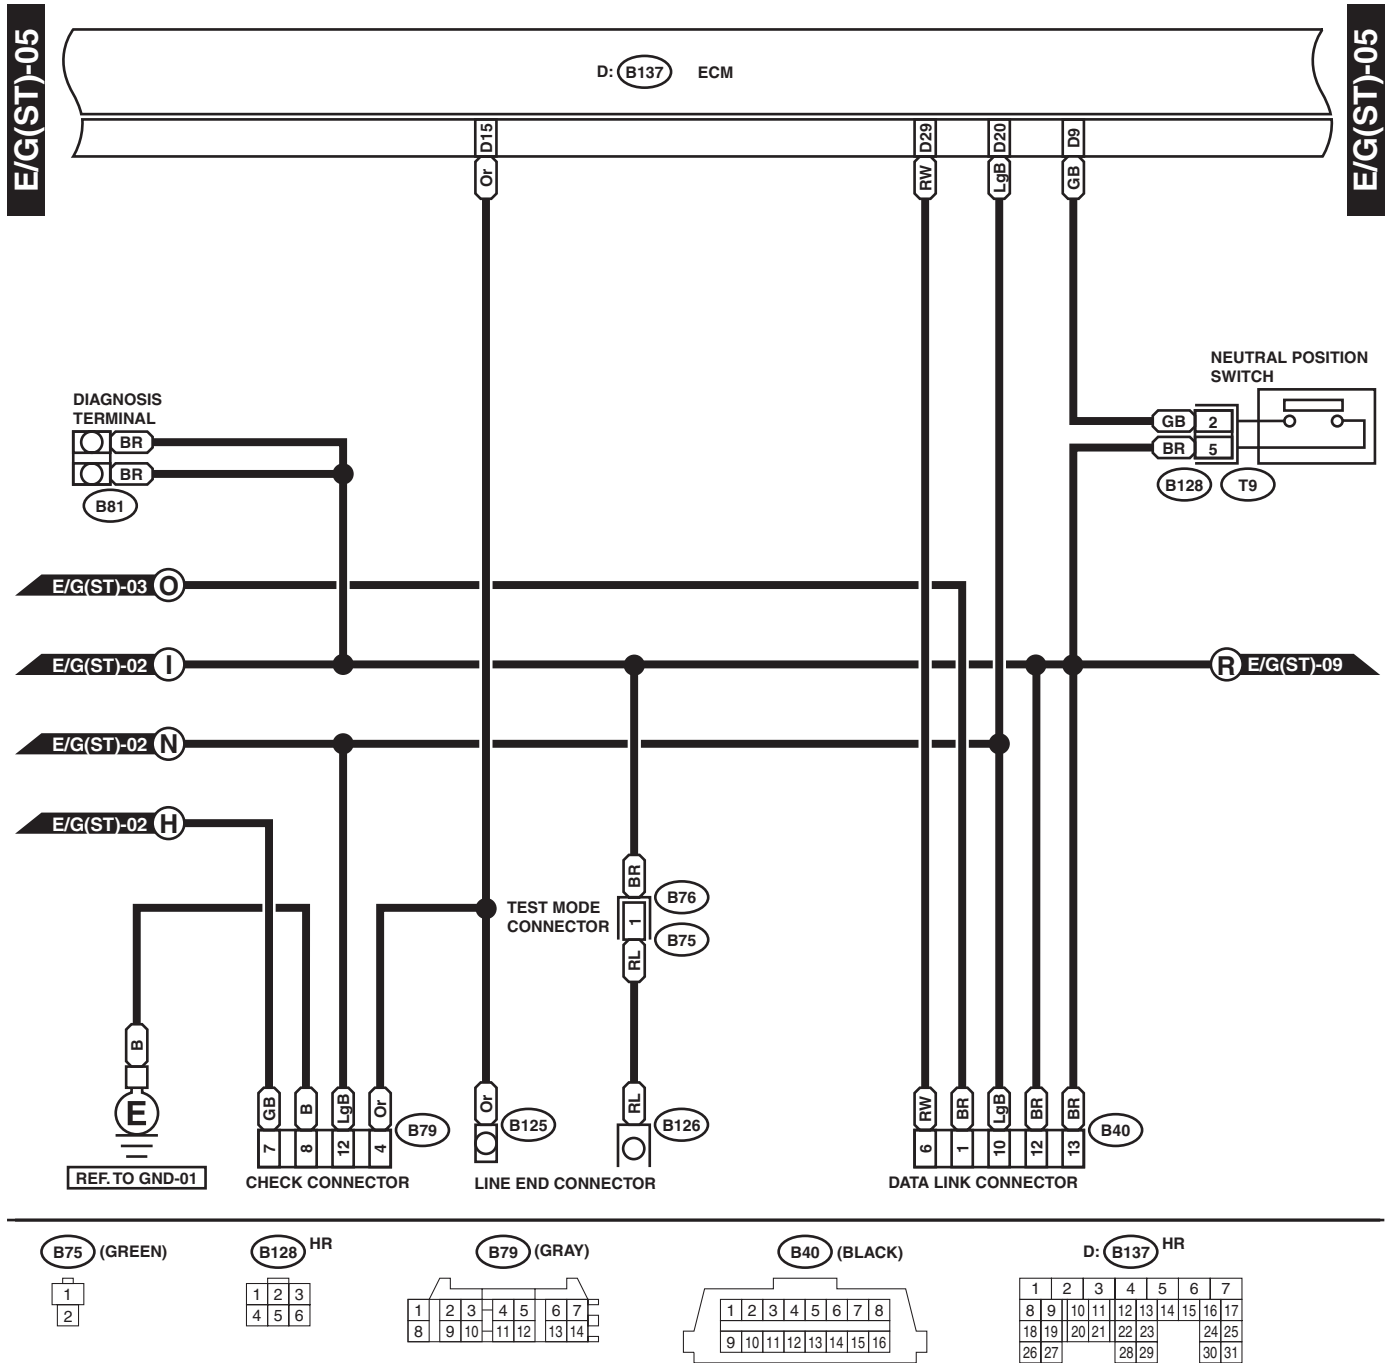 E/G(ST)-05
E/G(ST)-05
D: B137 ECM
D15
D29
D20
D9
Or
RW
LgB
GB
NEUTRAL POSITION
SWITCH
DIAGNOSIS
TERMINAL
BR
BR
B81
GB 2
BR 5
B128 T9
E/G(ST)-03 O
E/G(ST)-02 I
R E/G(ST)-09
E/G(ST)-02 N
E/G(ST)-02 H
BR
B76
TEST MODE
CONNECTOR
1
B75
RL
B
E
REF. TO GND-01
GB
B
LgB
Or
B79
7
8
12
4
CHECK CONNECTOR
Or
B125
RL
B126
LINE END CONNECTOR
RW
BR
LgB
BR
BR
B40
6
1
10
12
13
DATA LINK CONNECTOR
B75 (GREEN)
1
2
B128 HR
1 2 3
4 5 6
B79 (GRAY)
1 2 3 4 5 6 7
8 9 10 11 12 13 14
B40 (BLACK)
1 2 3 4 5 6 7 8
9 10 11 12 13 14 15 16
D: B137 HR
1 2 3 4 5 6 7
8 9 10 11 12 13 14 15 16 17
18 19 20 21 22 23 24 25
26 27 28 29 30 31